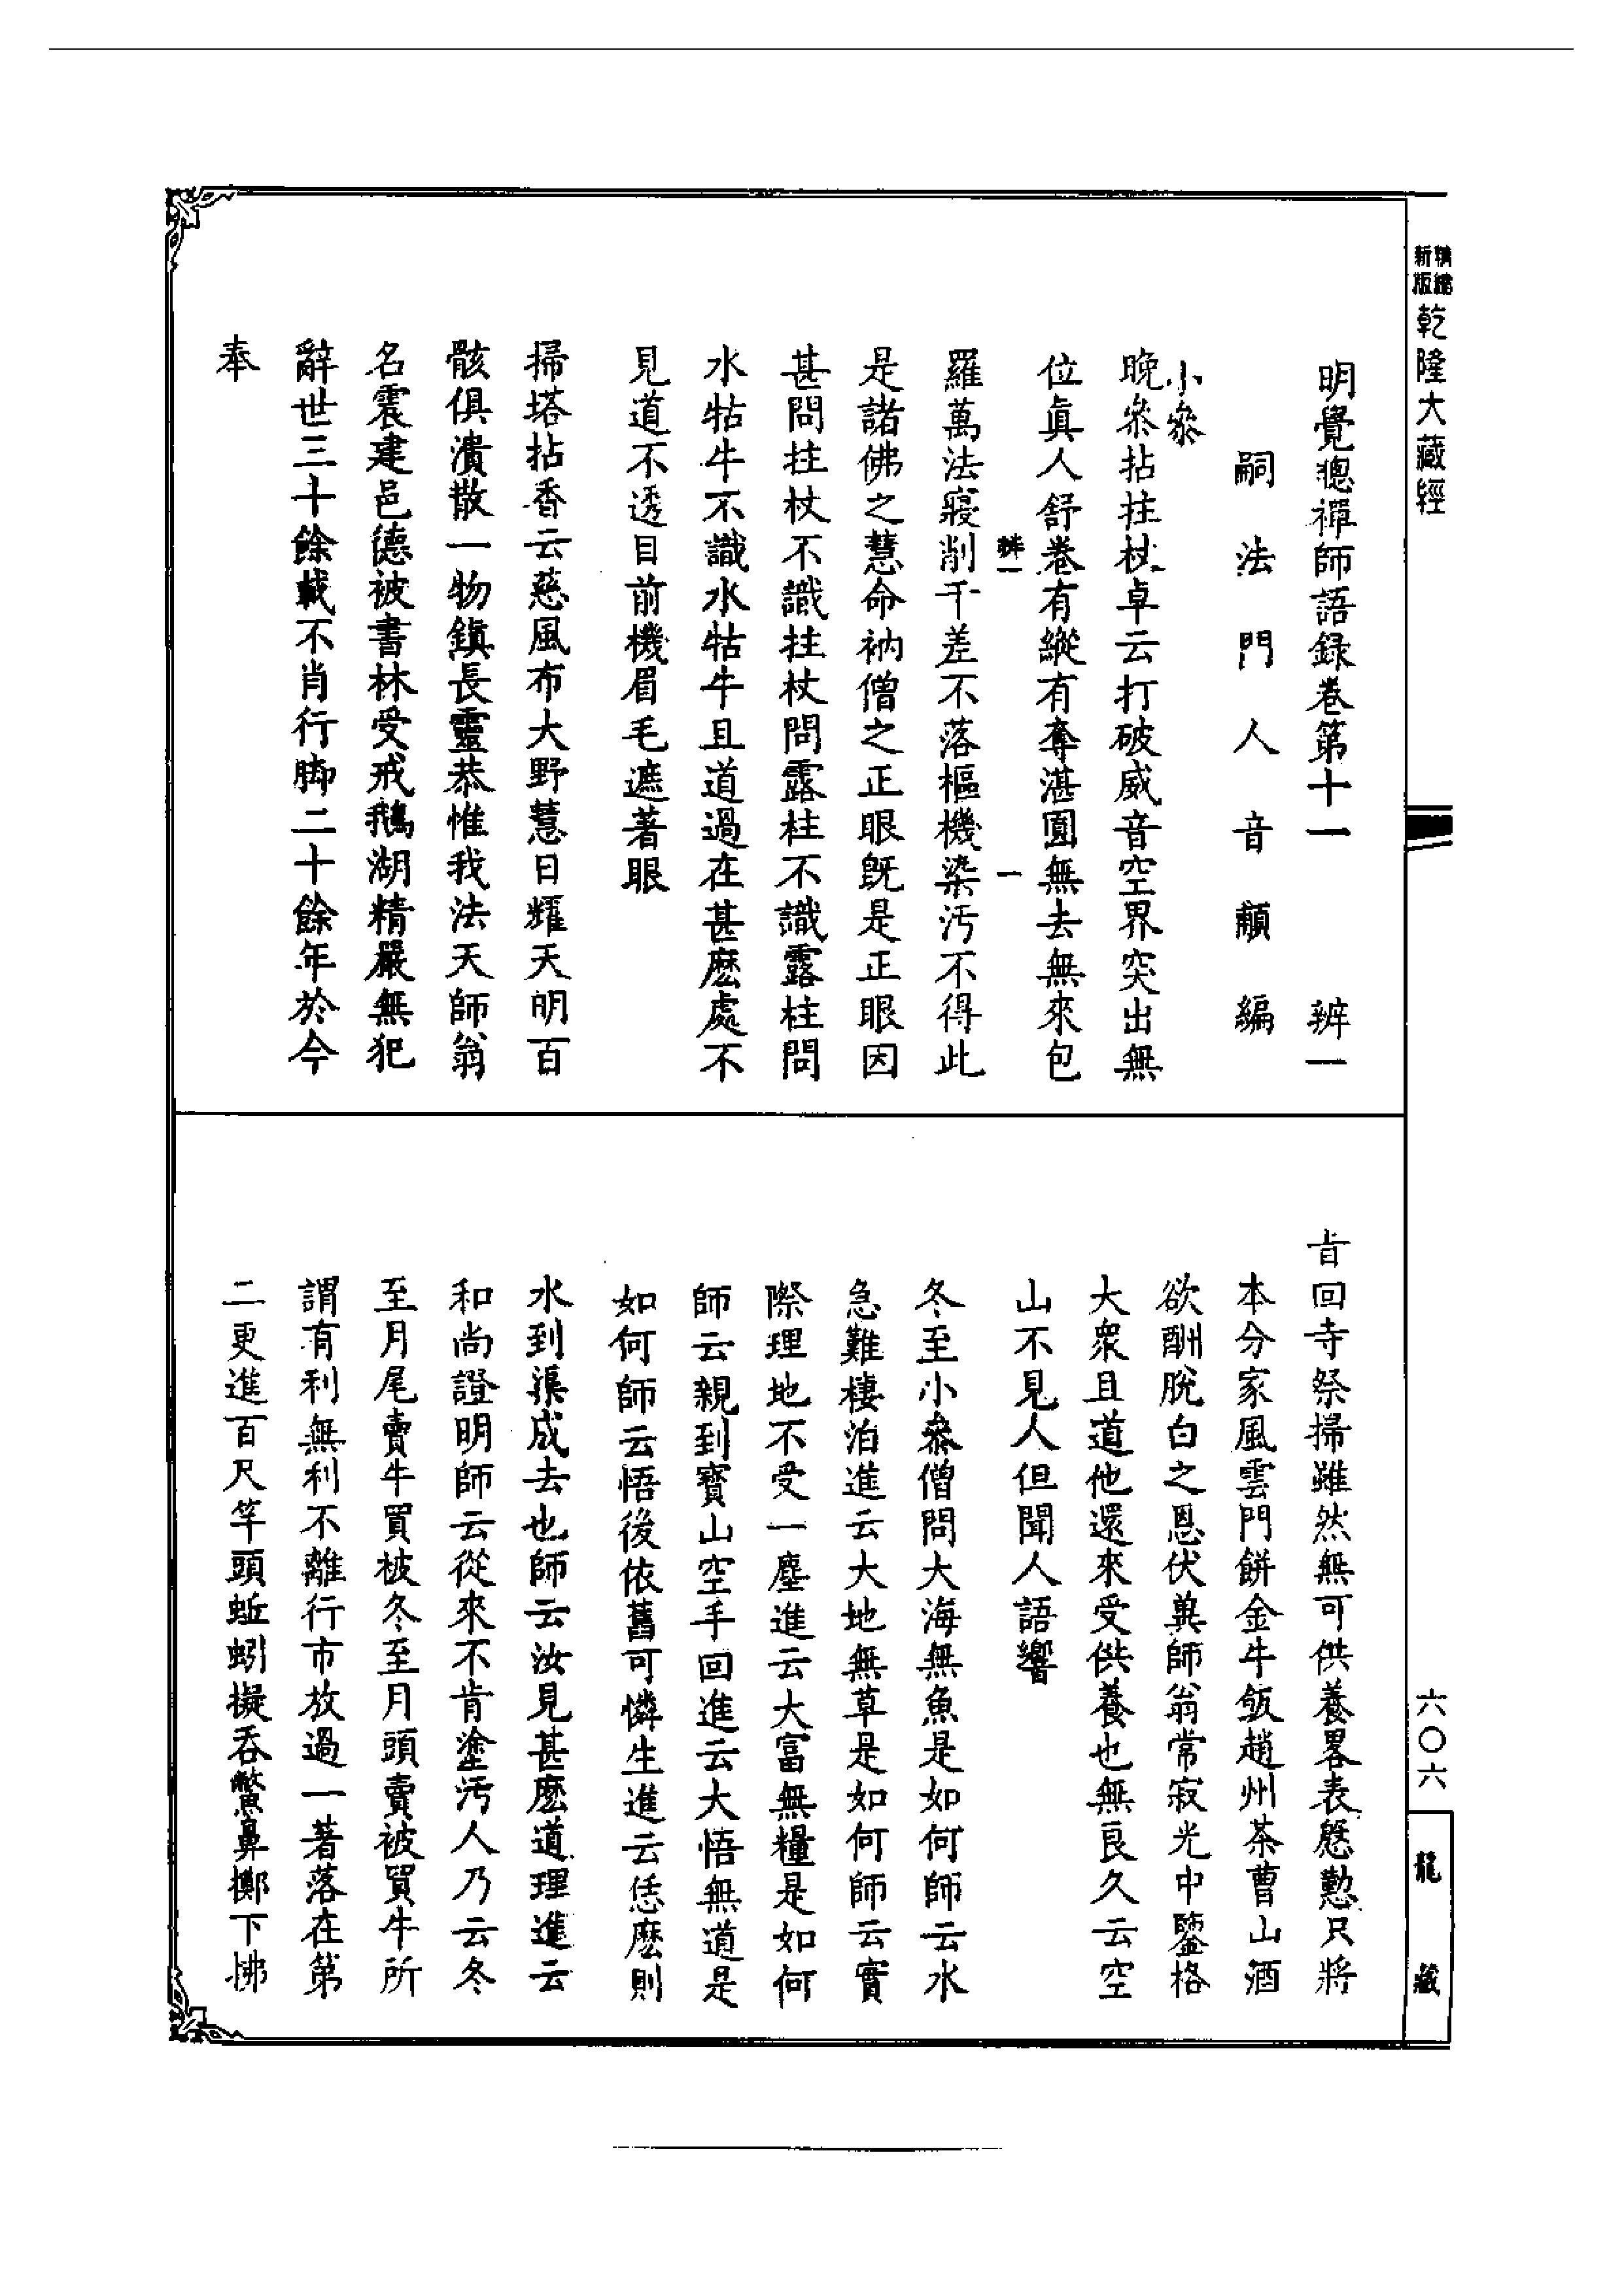 精縮新版乾隆大藏經
明覺聰禪師語錄卷第十一 辨一
嗣法門人音顓編
小參
晚參拈拄杖卓云打破威音空界突出無
位眞人舒卷有縱有奪湛圓無去無來包
辨一 一
羅萬法寢削千差不落樞機染污不得此
是諸佛之慧命衲僧之正眼旣是正眼因
甚問拄杖不識拄杖問露柱不識露柱問
水牯牛不識水牯牛且道過在甚麽處不
見道不透目前機眉毛遮著眼
掃塔拈香云慈風布大野慧日耀天明百
骸俱潰散一物鎭長靈恭惟我法天師翁
名震建邑德被書林受戒鵝湖精嚴無犯
辭世三十餘載不肖行脚二十餘年於今
奉
旨回寺祭掃雖然無可供養畧表慇懃只將
本分家風雲門餅金牛飯趙州茶曹山酒
欲酬脫白之恩伏冀師翁常寂光中鑒格
大衆且道他還來受供養也無良久云空
山不見人但聞人語響
冬至小參僧問大海無魚是如何師云水
急難棲泊進云大地無草是如何師云實
際理地不受一塵進云大富無糧是如何
師云親到寳山空手回進云大悟無道是
如何師云悟後依舊可憐生進云恁麽則
水到渠成去也師云汝見甚麽道理進云
和尚證明師云從來不肯塗污人乃云冬
至月尾賣牛買被冬至月頭賣被買牛所
謂有利無利不離行市放過一著落在第
二更進百尺竿頭蚯蚓擬吞鱉鼻擲下拂
六〇六
龍藏